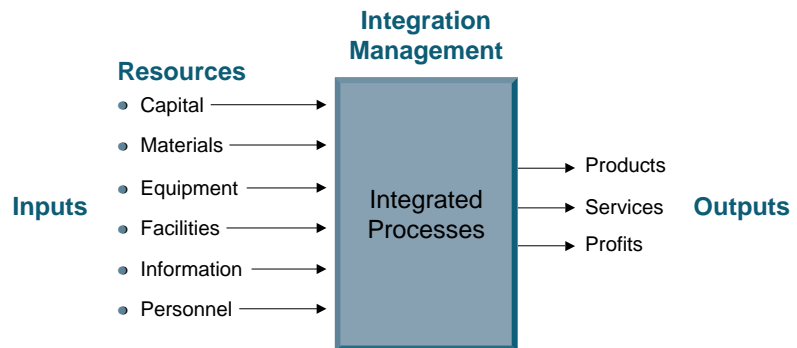 Integration
Management
Resources
Capital
Materials
Equipment
Facilities
Information
Personnel
Inputs
Integrated
Processes
Products
Services
Profits
Outputs